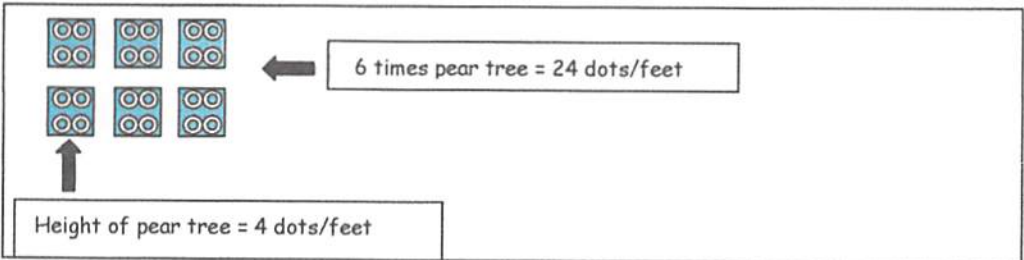 6 times pear tree = 24 dots/feet
Height of pear tree = 4 dots/feet